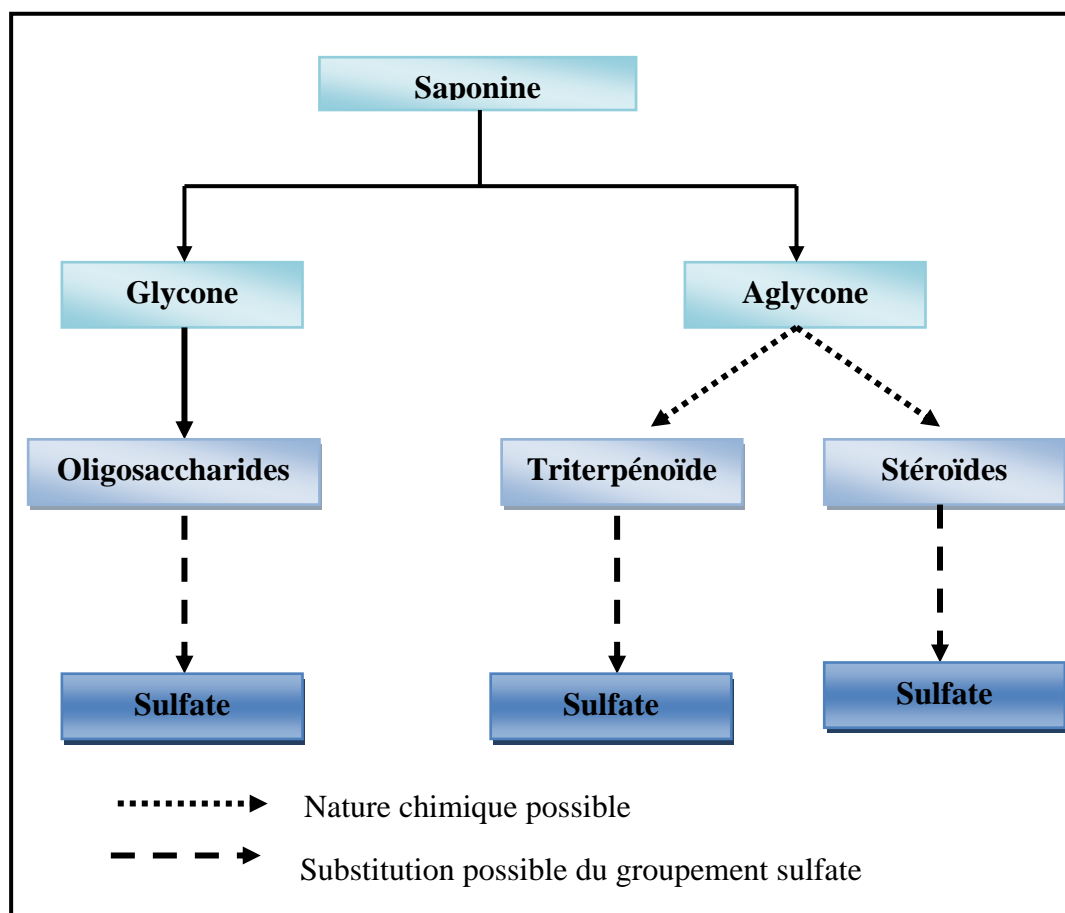 Saponine
Glycone
Aglycone
Oligosaccharides
Triterpénoïde
Stéroïdes
Sulfate
Sulfate
Sulfate
Nature chimique possible
Substitution possible du groupement sulfate